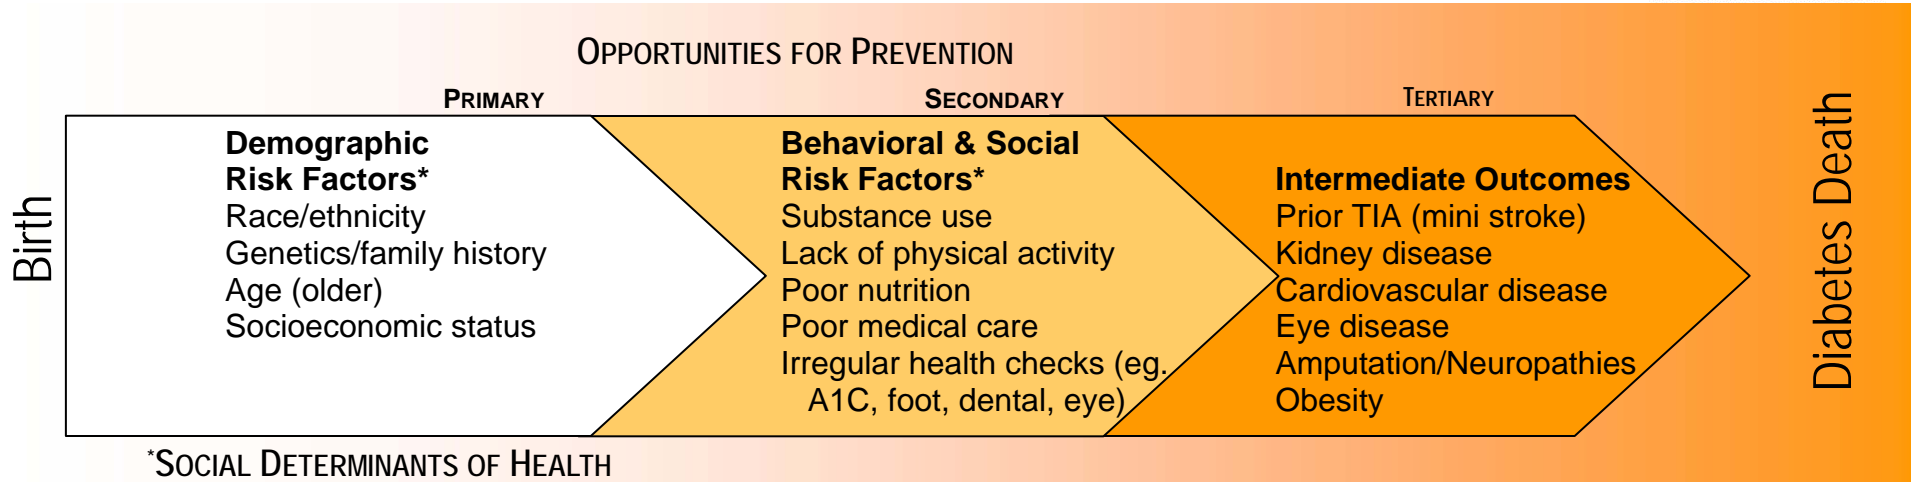 OPPORTUNITIES FOR PREVENTION
PRIMARY
SECONDARY
TERTIARY
Birth
Demographic
Risk Factors*
Race/ethnicity
Genetics/family history
Age (older)
Socioeconomic status
Behavioral & Social
Risk Factors*
Substance use
Lack of physical activity
Poor nutrition
Poor medical care
Irregular health checks (eg.
A1C, foot, dental, eye)
Intermediate Outcomes
Prior TIA (mini stroke)
Kidney disease
Cardiovascular disease
Eye disease
Amputation/Neuropathies
Obesity
Diabetes Death
*SOCIAL DETERMINANTS OF HEALTH